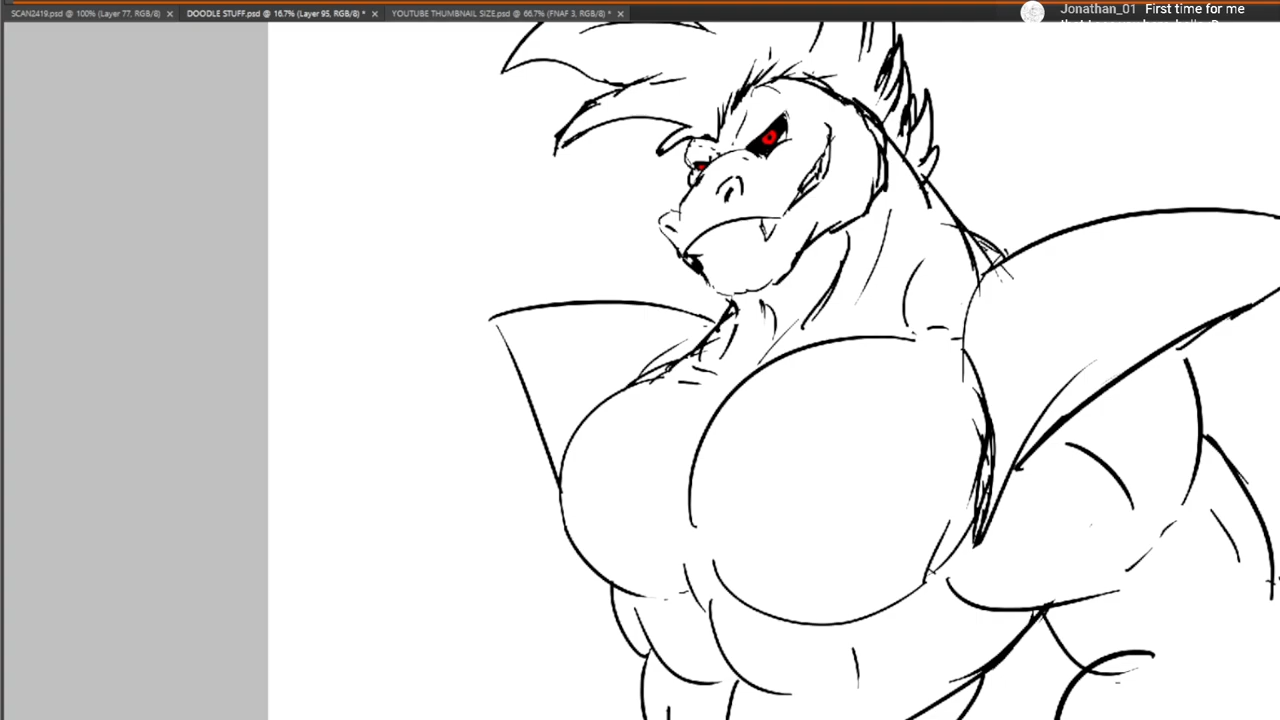 SCAN2419.psd @ 100% (Layer 77, RGB/8)
DOODLE STUFF.psd @ 16.7% (Layer 95, RGB/8) *
YOUTUBE THUMBNAIL SIZE.psd @ 66.7% (FNAF 3, RGB/8) *
Jonathan_01 First time for me